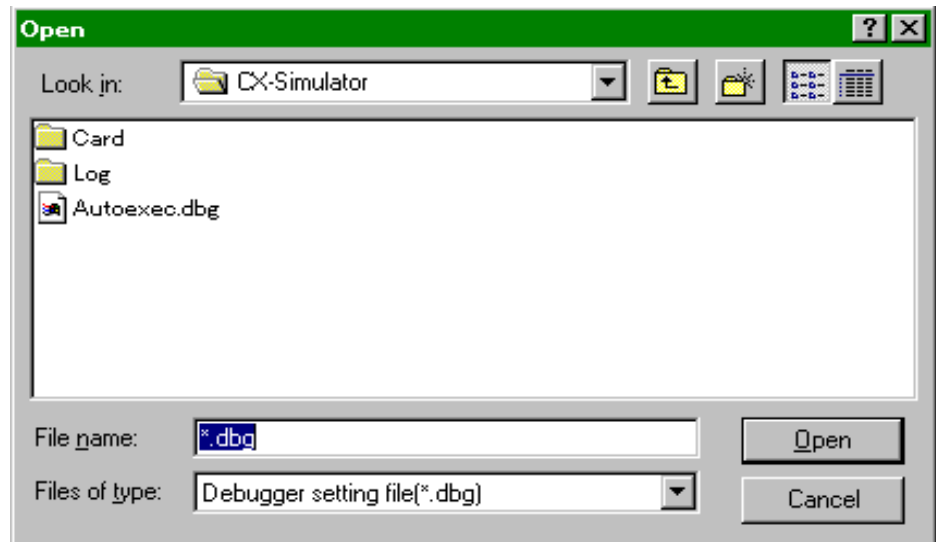 Open
Look in: CX-Simulator
Card
Log
Autoexec.dbg
File name: *.dbg Open
Files of type: Debugger setting file(*.dbg) Cancel